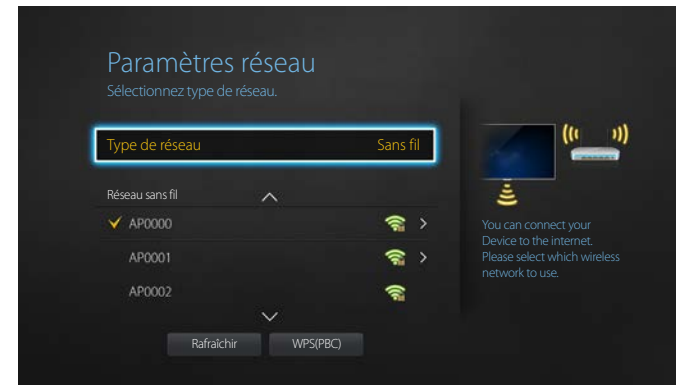 Paramètres réseau
Sélectionnez type de réseau.
Type de réseau Sans fil
Réseau sans fil
AP0000
AP0001
AP0002
Rafraîchir WPS(PBC)
You can connect your
Device to the internet.
Please select which wireless
network to use.